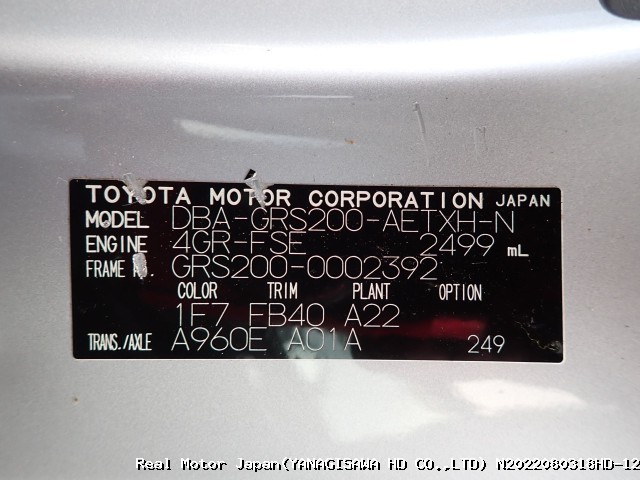 TOYOTA MOTOR CORPORATION JAPAN
MODEL DBA-GRS200-AETXH-N
ENGINE 4GR-FSE 2499 mL
FRAME No. GRS200-0002392
COLOR TRIM PLANT OPTION
1F7 FB40 A22
TRANS./AXLE A960E A01A 249
Real Motor Japan(YANAGISAWA HD CO.,LTD) N2022080318HD-12